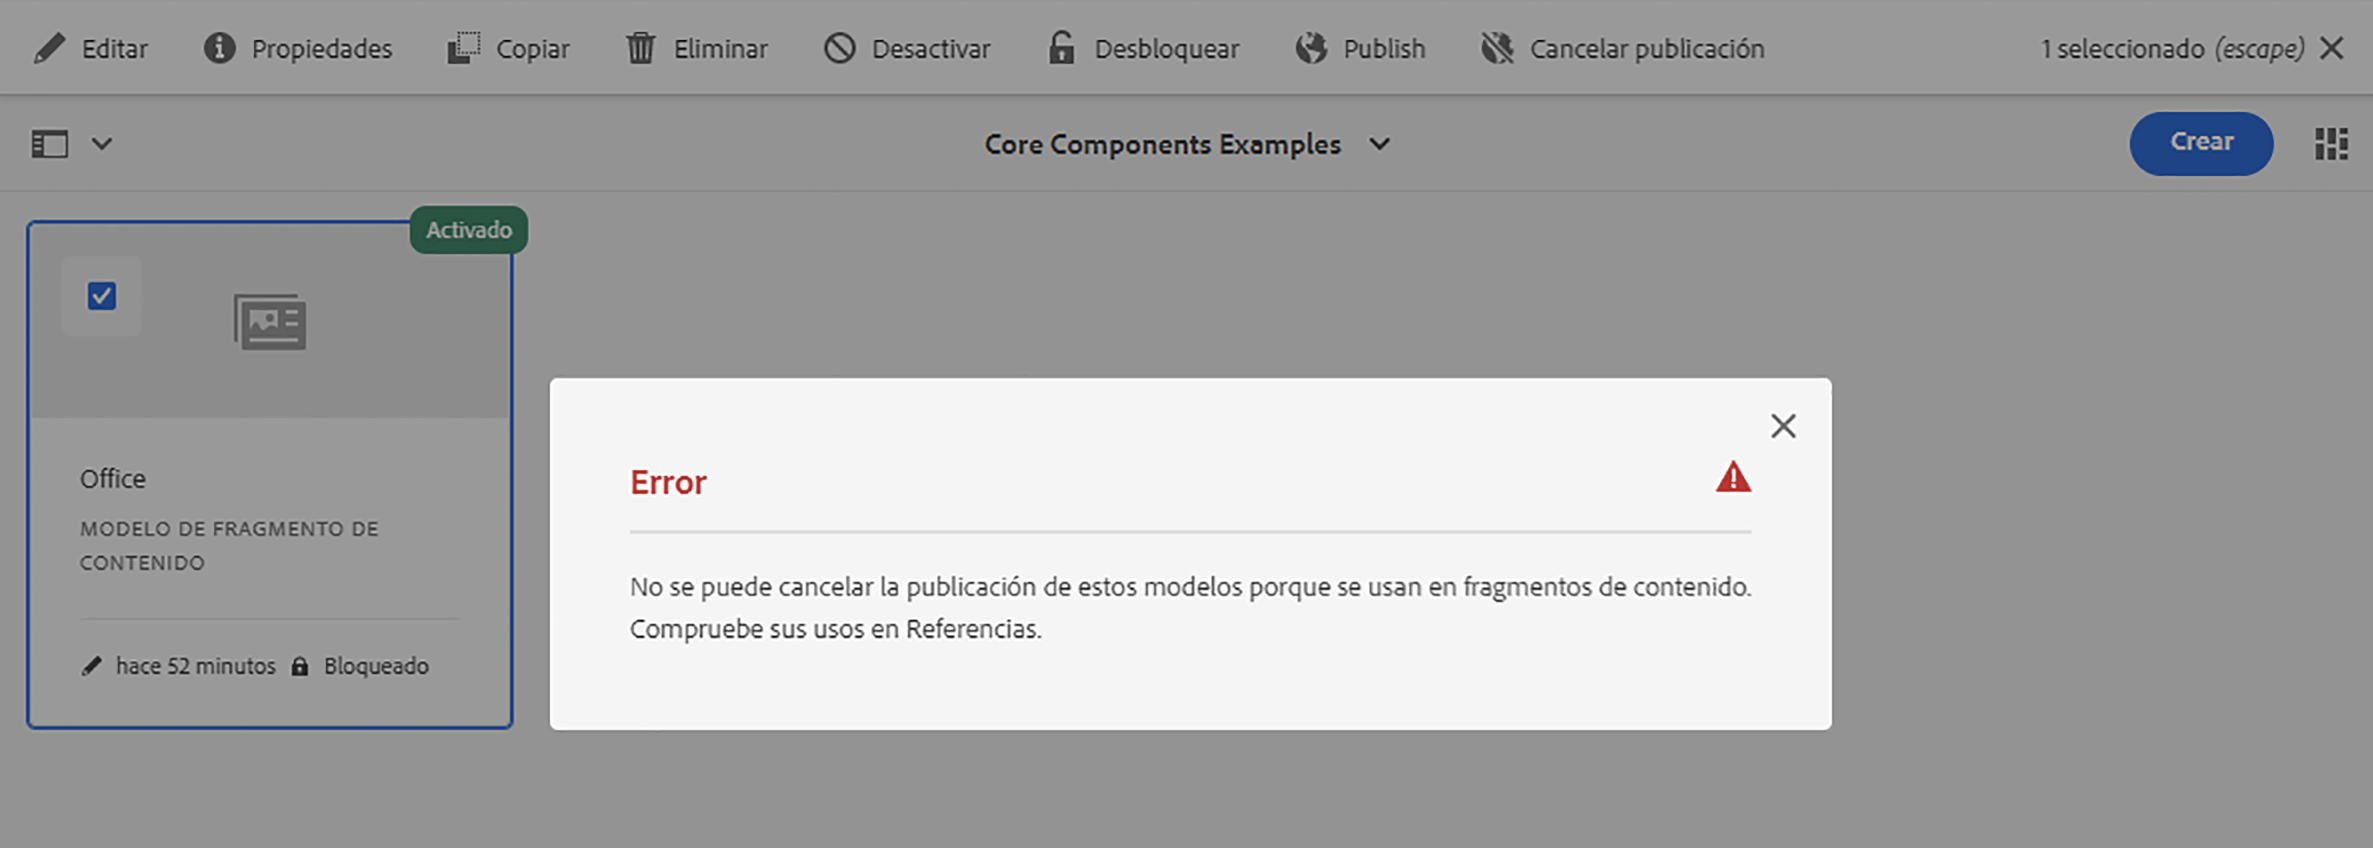 Editar Propiedades Copiar Eliminar Desactivar Desbloquear Publish Cancelar publicación 1 seleccionado (escape)
Core Components Examples Crear
Activado
Office
MODELO DE FRAGMENTO DE
CONTENIDO
hace 52 minutos Bloqueado
Error
No se puede cancelar la publicación de estos modelos porque se usan en fragmentos de contenido.
Compruebe sus usos en Referencias.